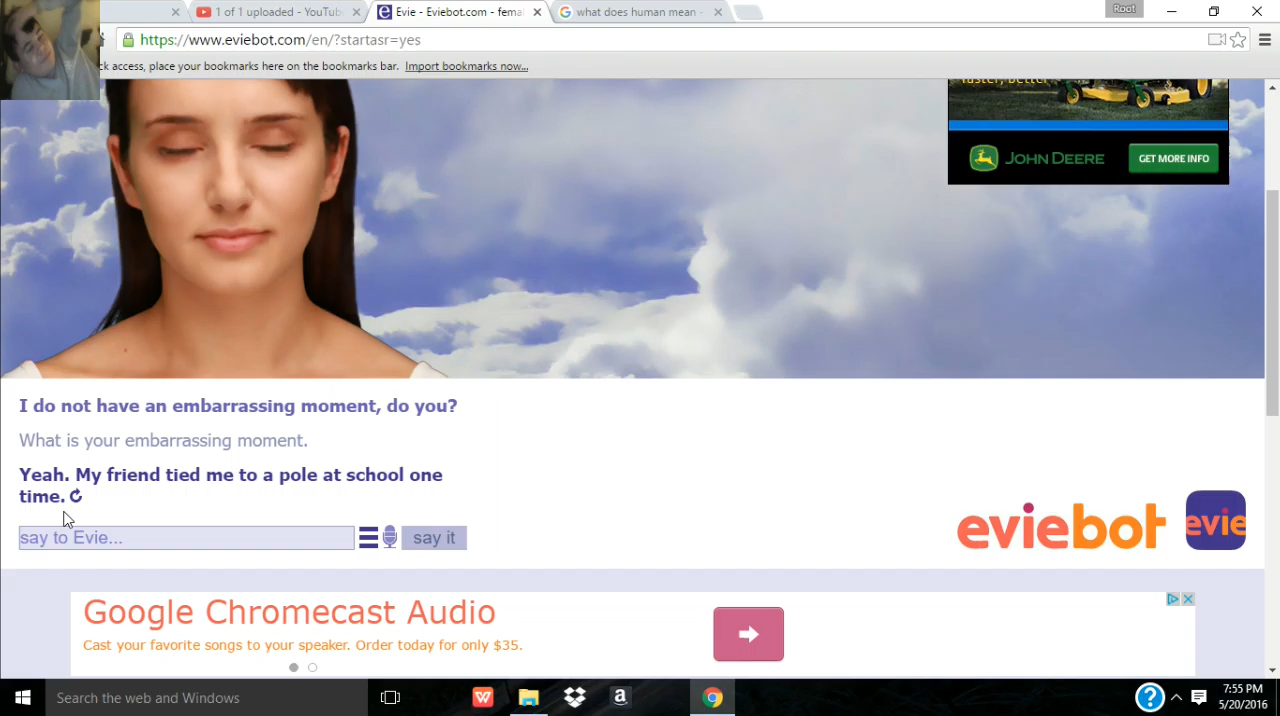 1 of 1 uploaded - YouTub
Evie - Eviebot.com - femal
what does human mean -
Root
https://www.eviebot.com/en/?startasr=yes
ck access, place your bookmarks here on the bookmarks bar. Import bookmarks now...
faster, better
JOHN DEERE
GET MORE INFO
I do not have an embarrassing moment, do you?
What is your embarrassing moment.
Yeah. My friend tied me to a pole at school one
time.
say to Evie...
say it
eviebot
evie
Google Chromecast Audio
Cast your favorite songs to your speaker. Order today for only $35.
Search the web and Windows
7:55 PM
5/20/2016